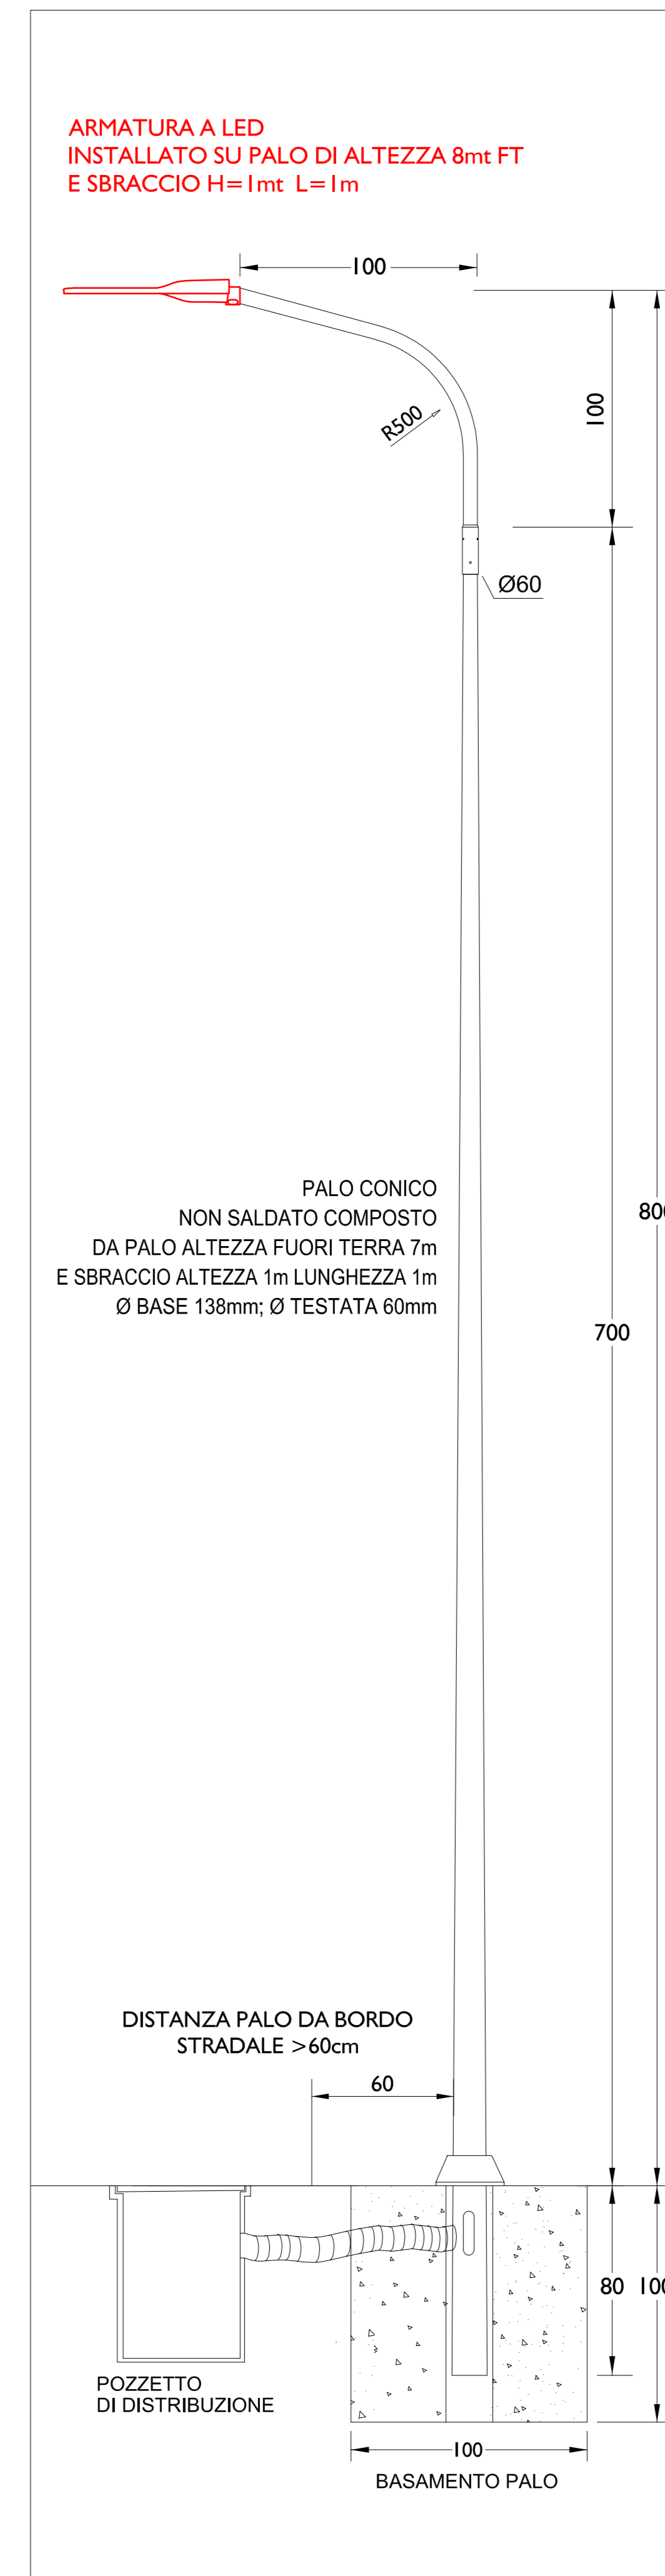 ARMATURA A LED
INSTALLATO SU PALO DI ALTEZZA 8mt FT
E SBRACCIO H=1mt L=1m
100
100
R500
Ø60
PALO CONICO
NON SALDATO COMPOSTO
DA PALO ALTEZZA FUORI TERRA 7m
E SBRACCIO ALTEZZA 1m LUNGHEZZA 1m
Ø BASE 138mm; Ø TESTATA 60mm
800
700
DISTANZA PALO DA BORDO
STRADALE >60cm
60
80
100
POZZETTO
DI DISTRIBUZIONE
100
BASAMENTO PALO